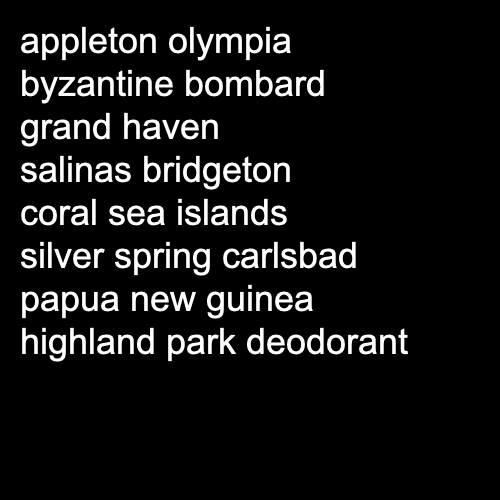 appleton olympia
byzantine bombard
grand haven
salinas bridgeton
coral sea islands
silver spring carlsbad
papua new guinea
highland park deodorant